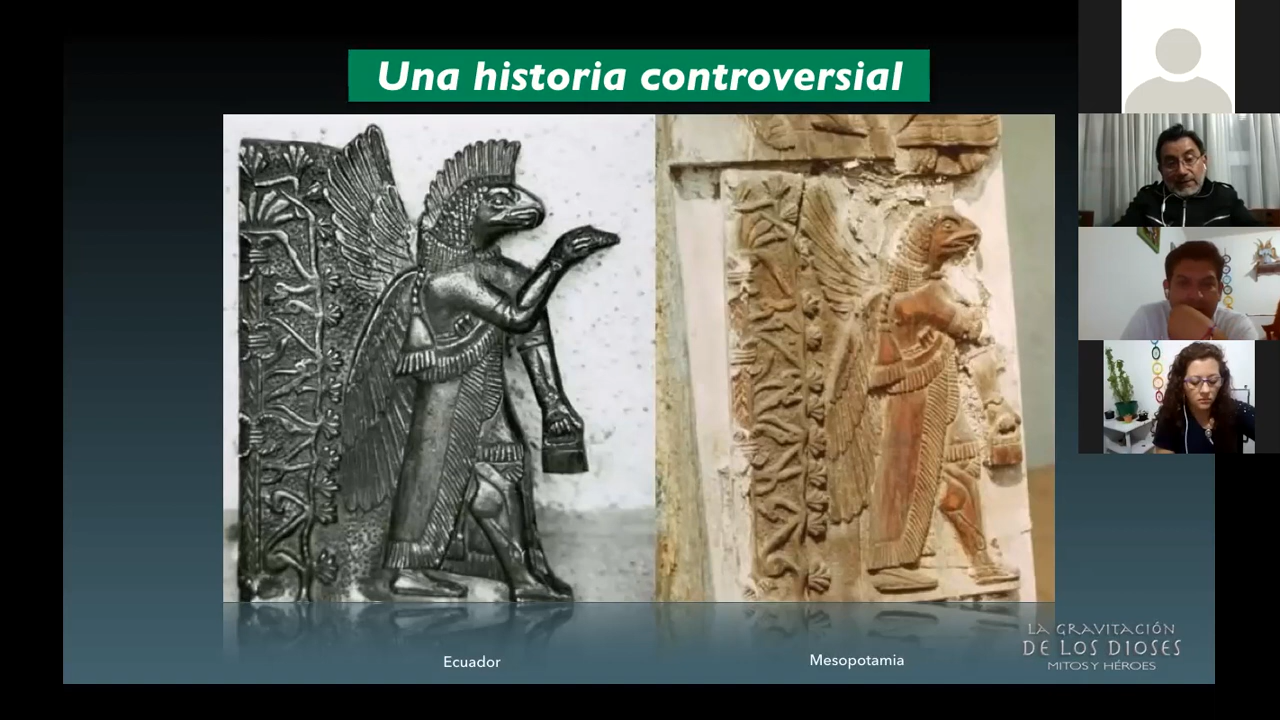 Una historia controversial
Ecuador
Mesopotamia
LA GRAVITACIÓN
DE LOS DIOSES
MITOS Y HÉROES